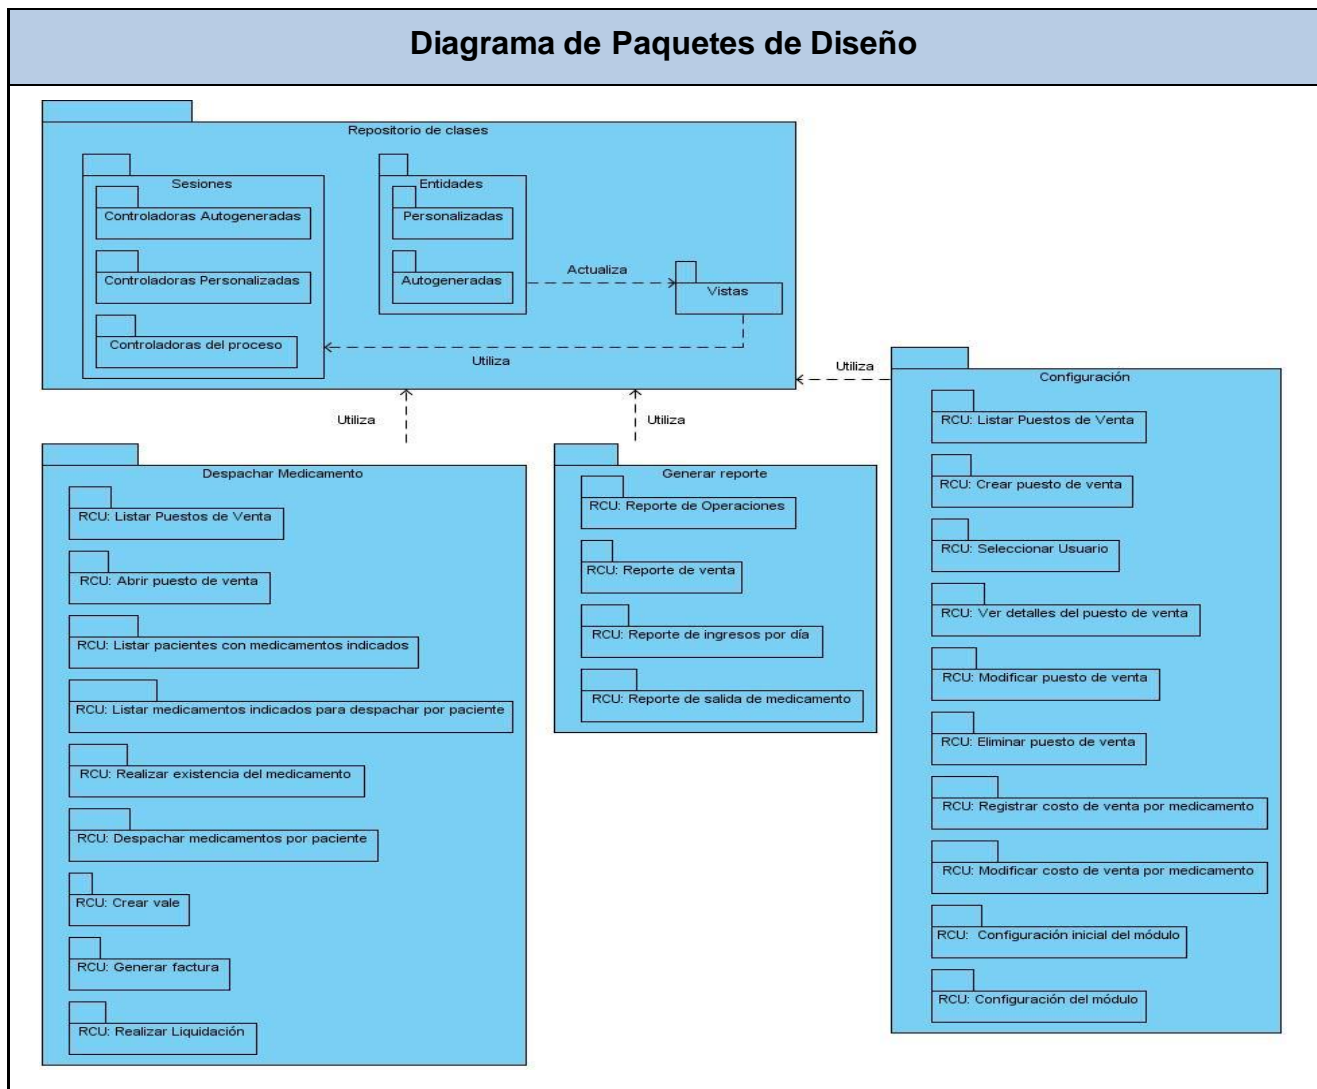 Diagrama de Paquetes de Diseño
Repositorio de clases
Sesiones
Controladoras Autogeneradas
Controladoras Personalizadas
Controladoras del proceso
Entidades
Personalizadas
Autogeneradas
Actualiza
Vistas
Utiliza
Utiliza
Utiliza
Utiliza
Despachar Medicamento
RCU: Listar Puestos de Venta
RCU: Abrir puesto de venta
RCU: Listar pacientes con medicamentos indicados
RCU: Listar medicamentos indicados para despachar por paciente
RCU: Realizar existencia del medicamento
RCU: Despachar medicamentos por paciente
RCU: Crear vale
RCU: Generar factura
RCU: Realizar Liquidación
Generar reporte
RCU: Reporte de Operaciones
RCU: Reporte de venta
RCU: Reporte de ingresos por día
RCU: Reporte de salida de medicamento
Configuración
RCU: Listar Puestos de Venta
RCU: Crear puesto de venta
RCU: Seleccionar Usuario
RCU: Ver detalles del puesto de venta
RCU: Modificar puesto de venta
RCU: Eliminar puesto de venta
RCU: Registrar costo de venta por medicamento
RCU: Modificar costo de venta por medicamento
RCU: Configuración inicial del módulo
RCU: Configuración del módulo